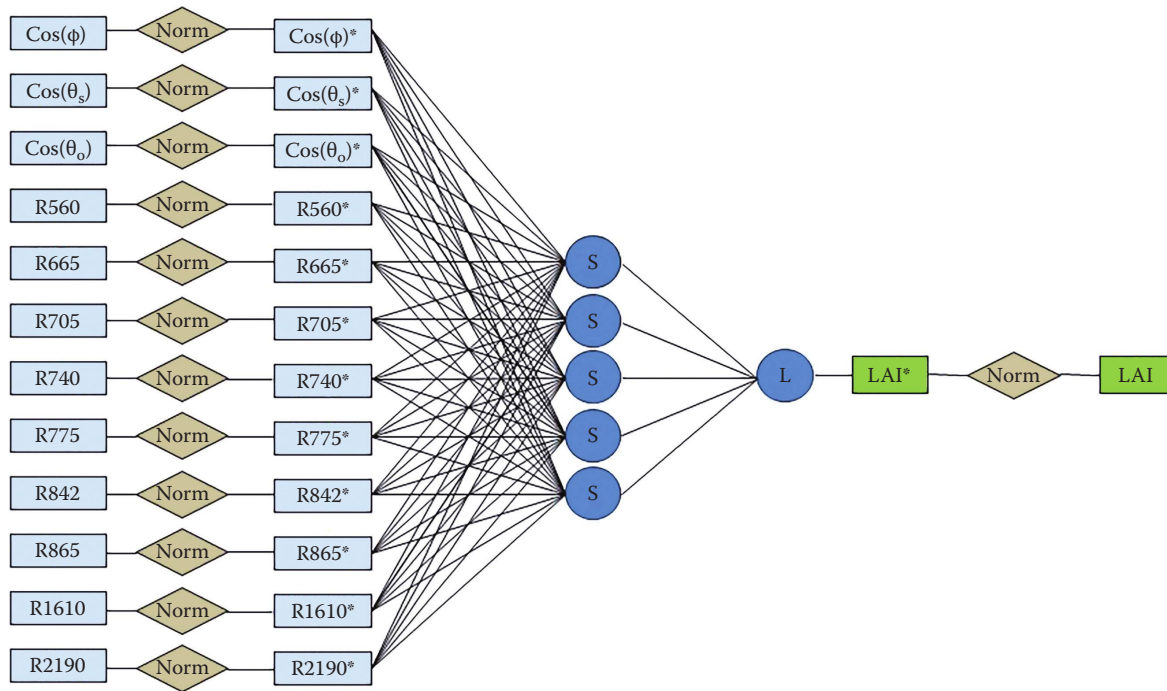 Cos(ϕ) Norm Cos(ϕ)*
Cos(θs) Norm Cos(θs)*
Cos(θo) Norm Cos(θo)*
R560 Norm R560*
R665 Norm R665* S
R705 Norm R705* S
R740 Norm R740* S L LAI* Norm LAI
R775 Norm R775* S
R842 Norm R842* S
R865 Norm R865*
R1610 Norm R1610*
R2190 Norm R2190*